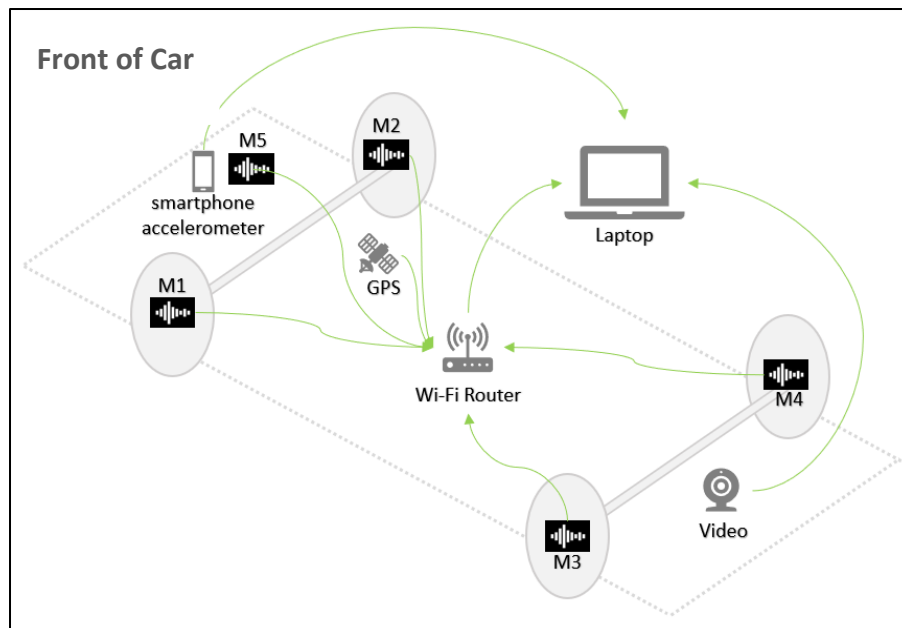 Front of Car
M2
M5
smartphone
accelerometer
Laptop
M1
GPS
Wi-Fi Router
M4
Video
M3